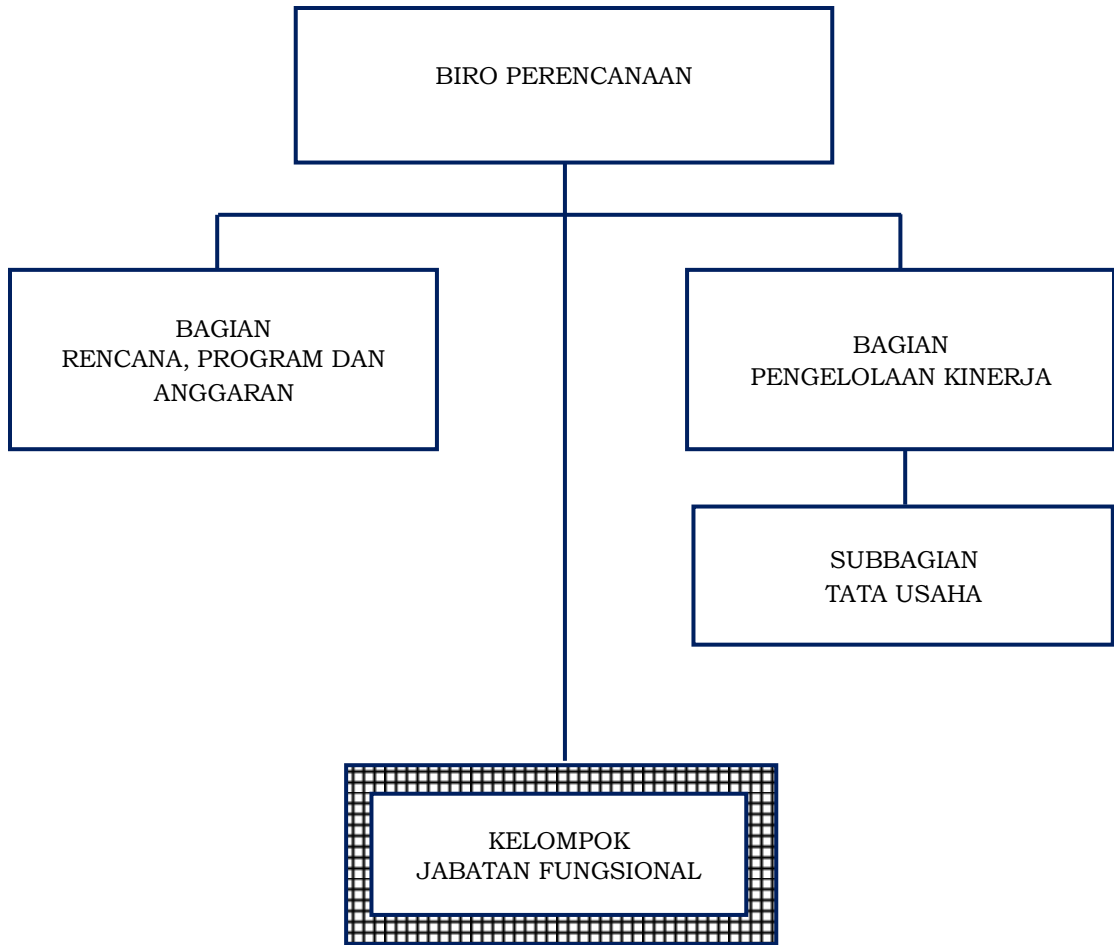 BIRO PERENCANAAN
BAGIAN
RENCANA, PROGRAM DAN
ANGGARAN
BAGIAN
PENGELOLAAN KINERJA
SUBBAGIAN
TATA USAHA
KELOMPOK
JABATAN FUNGSIONAL